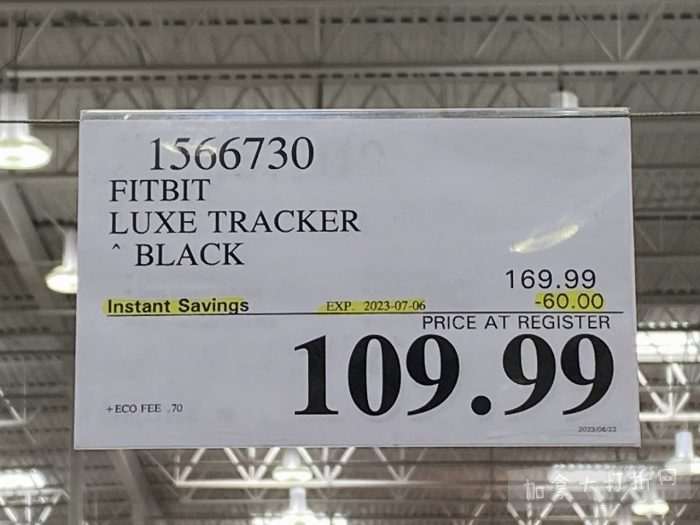 1566730
FITBIT
LUXE TRACKER
^ BLACK
169.99
Instant Savings EXP. 2023-07-06 -60.00
PRICE AT REGISTER
109.99
+ECO FEE .70
2023/06/22
加拿大打折网